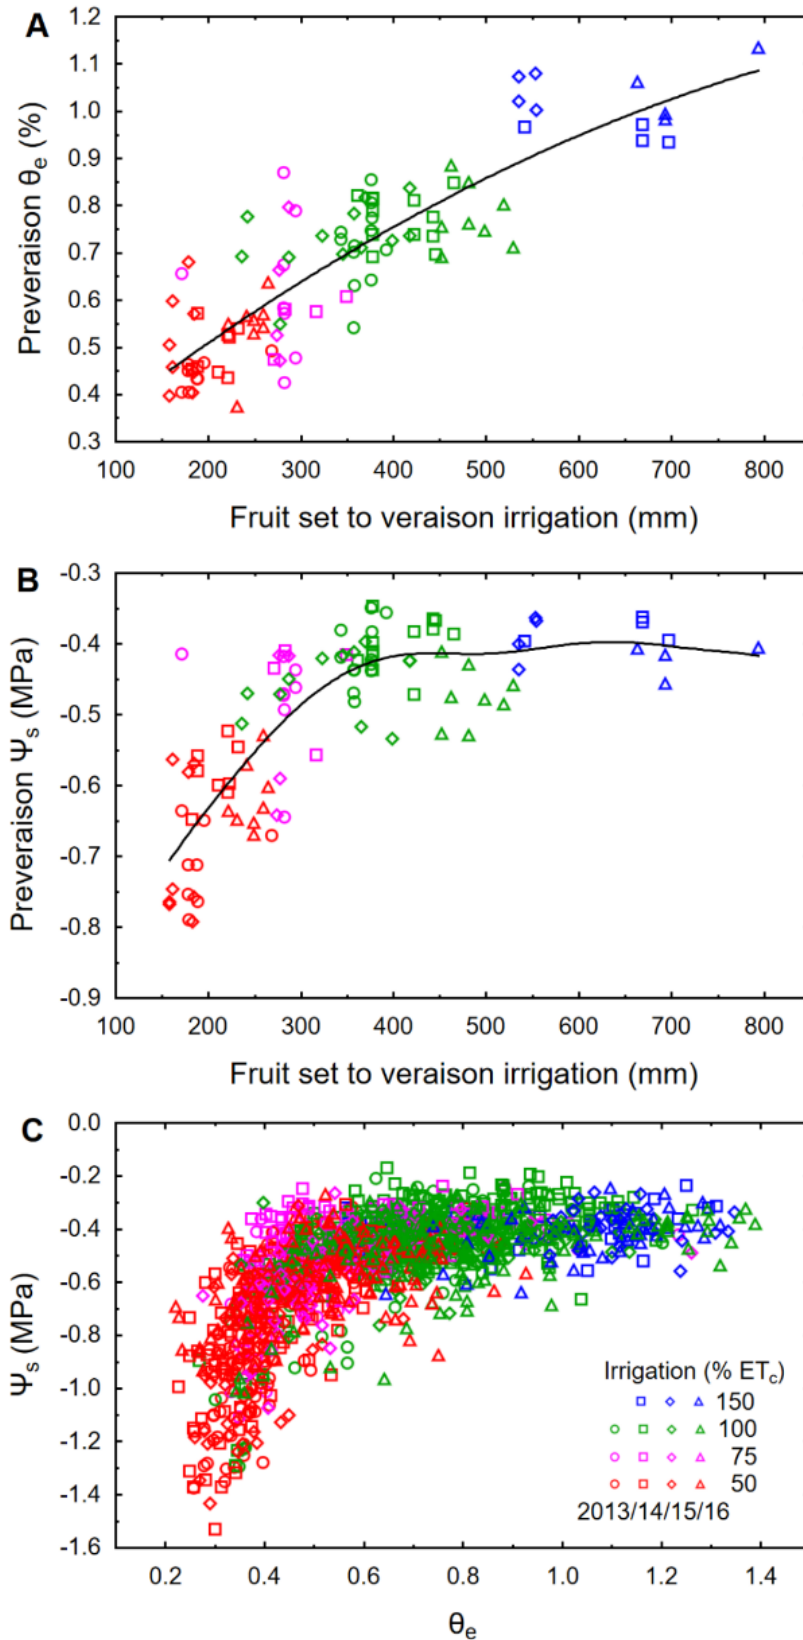 A
1.2
1.1
1.0
0.9
0.8
0.7
0.6
0.5
0.4
0.3
Preveraison θe (%)
100 200 300 400 500 600 700 800
Fruit set to veraison irrigation (mm)
B
-0.3
-0.4
-0.5
-0.6
-0.7
-0.8
-0.9
Preveraison Ψs (MPa)
100 200 300 400 500 600 700 800
Fruit set to veraison irrigation (mm)
C
0.0
-0.2
-0.4
-0.6
-0.8
-1.0
-1.2
-1.4
-1.6
Ψs (MPa)
Irrigation (% ETc)
150
100
75
50
2013/14/15/16
0.2 0.4 0.6 0.8 1.0 1.2 1.4
θe